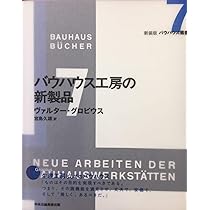 BAUHAUS
BÜCHER
7
新装版 バウハウス叢書
バウハウス工房の
新製品
ヴァルター・グロピウス
宮島久雄 訳
7
NEUE ARBEITEN DER
BAUHAUSWERKSTÄTTEN